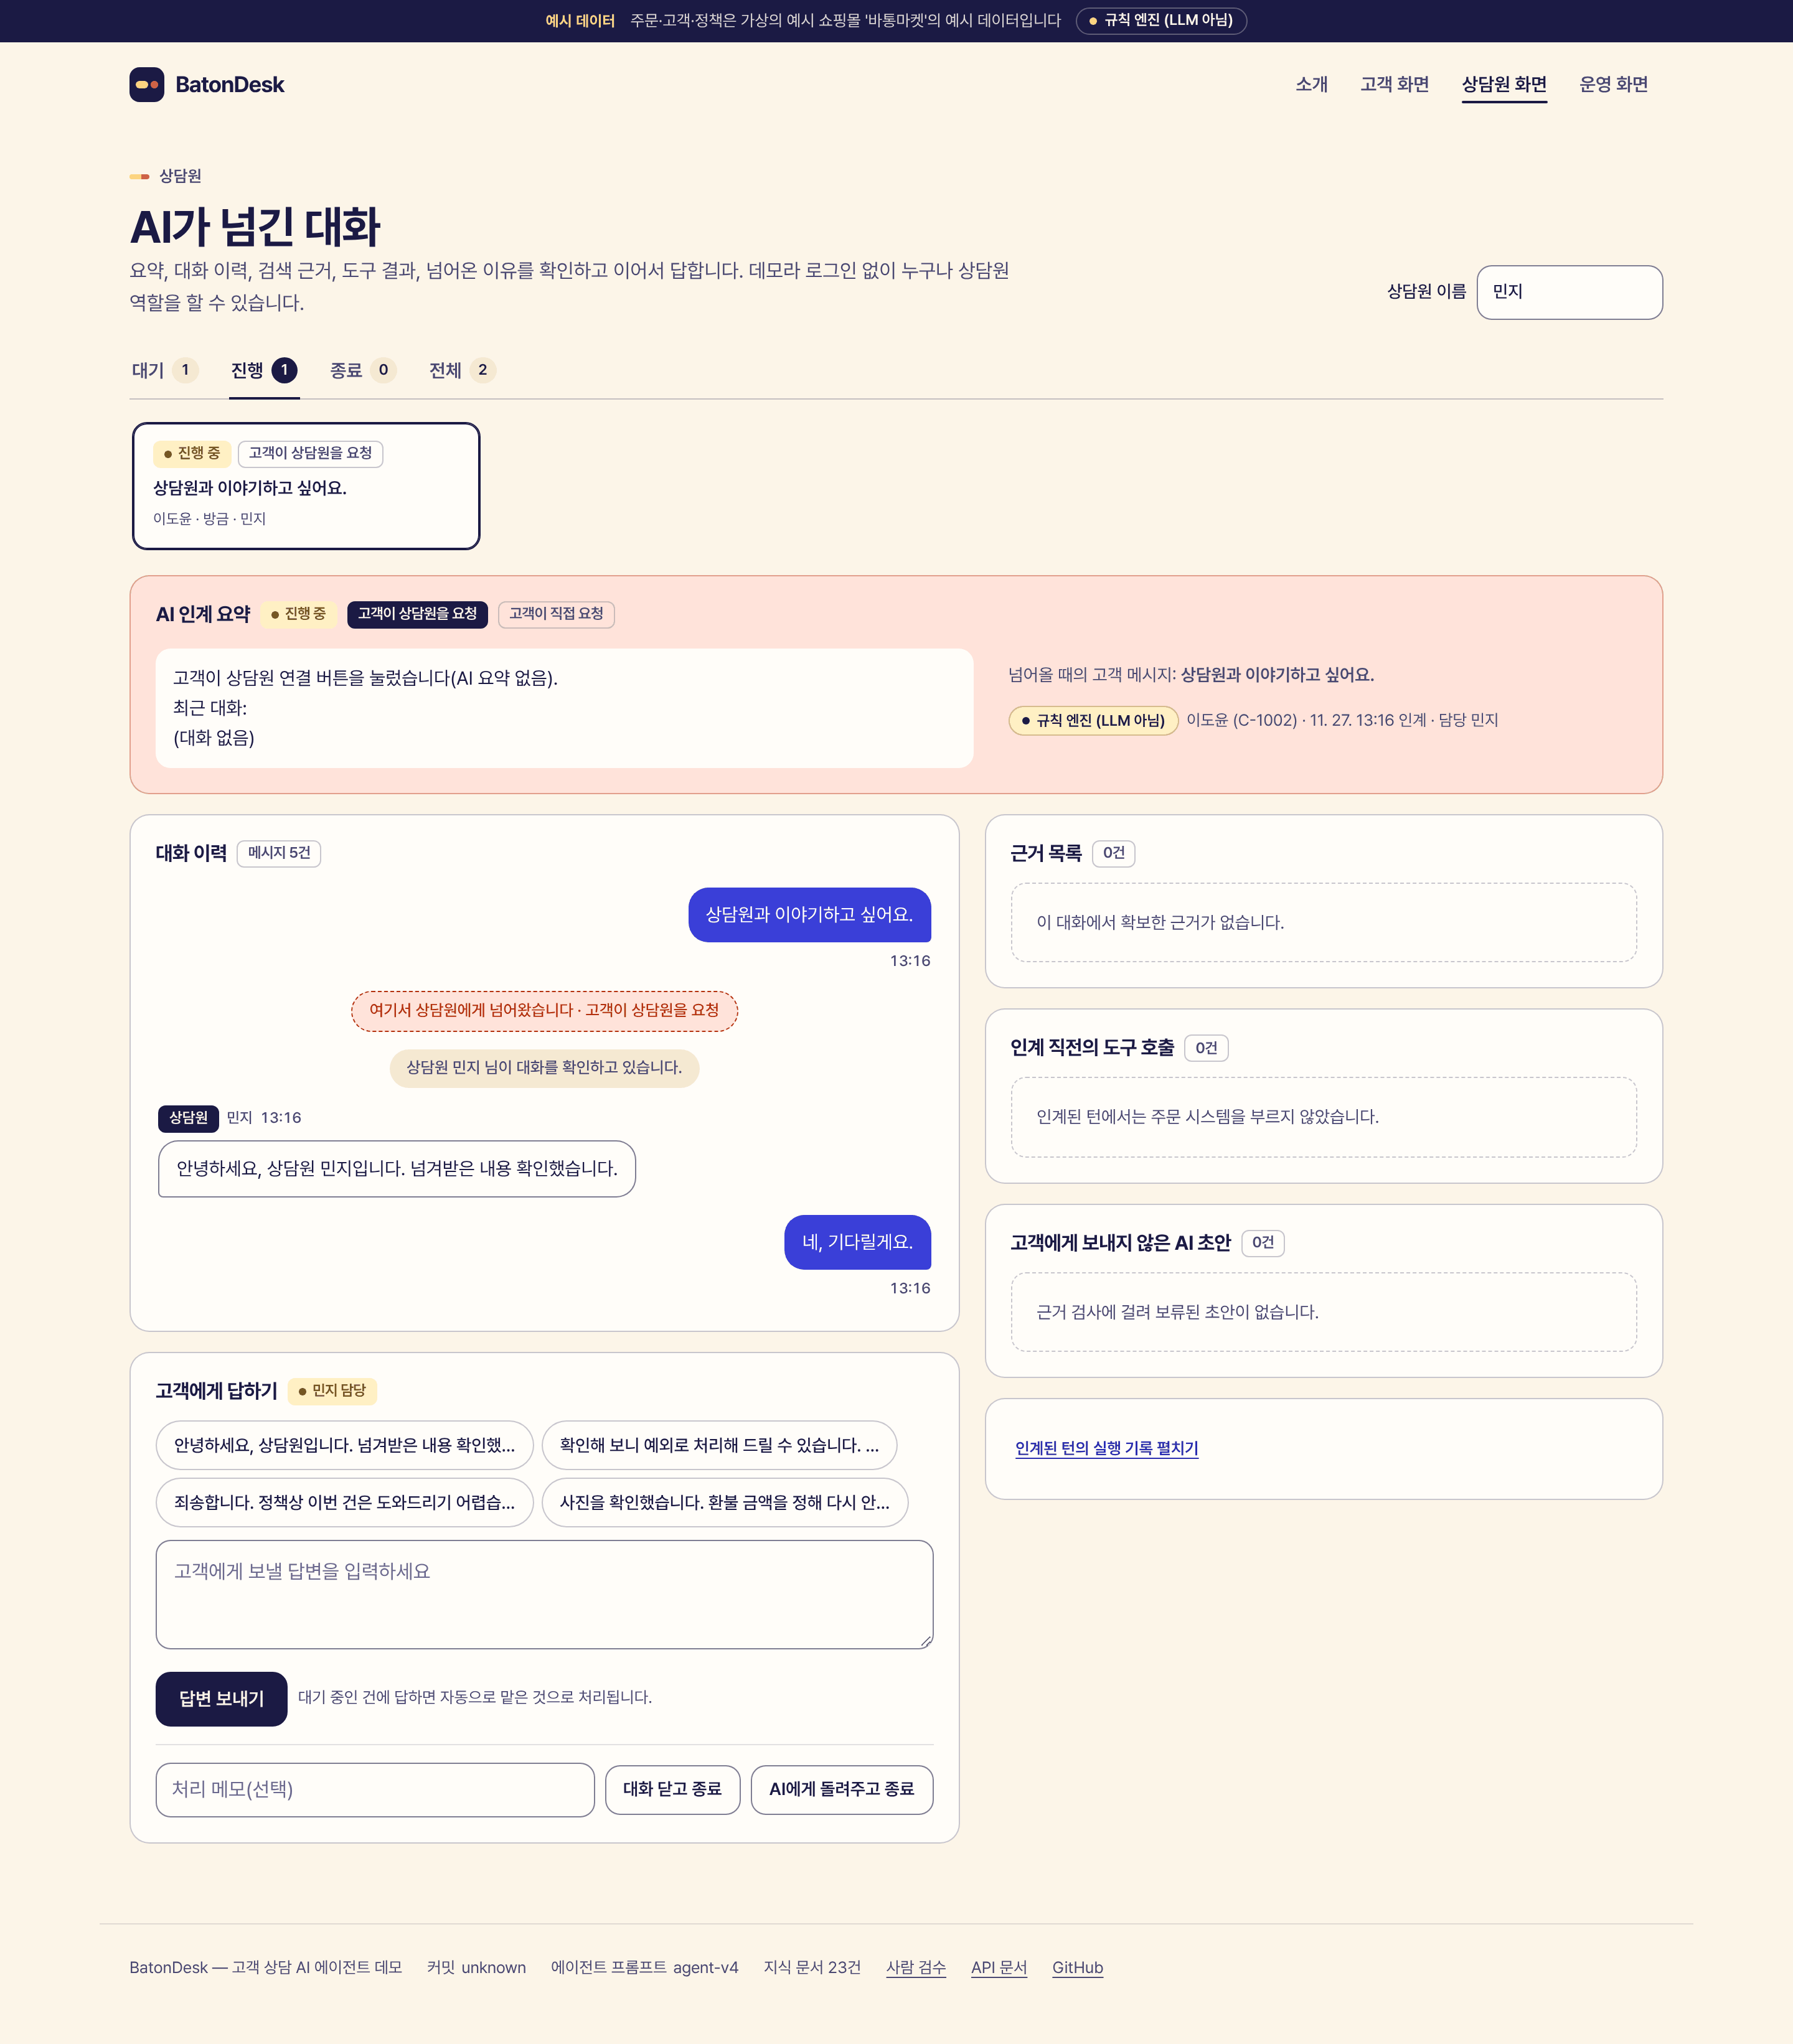 예시 데이터 주문·고객·정책은 가상의 예시 쇼핑몰 '바통마켓'의 예시 데이터입니다 규칙 엔진 (LLM 아님)
BatonDesk
소개 고객 화면 상담원 화면 운영 화면
상담원
AI가 넘긴 대화
요약, 대화 이력, 검색 근거, 도구 결과, 넘어온 이유를 확인하고 이어서 답합니다. 데모라 로그인 없이 누구나 상담원
역할을 할 수 있습니다.
상담원 이름 민지
대기 1 진행 1 종료 0 전체 2
진행 중 고객이 상담원을 요청
상담원과 이야기하고 싶어요.
이도윤 · 방금 · 민지
AI 인계 요약 진행 중 고객이 상담원을 요청 고객이 직접 요청
고객이 상담원 연결 버튼을 눌렀습니다(AI 요약 없음).
최근 대화:
(대화 없음)
넘어올 때의 고객 메시지: 상담원과 이야기하고 싶어요.
규칙 엔진 (LLM 아님) 이도윤 (C-1002) · 11. 27. 13:16 인계 · 담당 민지
대화 이력 메시지 5건
상담원과 이야기하고 싶어요.
13:16
여기서 상담원에게 넘어왔습니다 · 고객이 상담원을 요청
상담원 민지 님이 대화를 확인하고 있습니다.
상담원 민지 13:16
안녕하세요, 상담원 민지입니다. 넘겨받은 내용 확인했습니다.
네, 기다릴게요.
13:16
고객에게 답하기 민지 담당
안녕하세요, 상담원입니다. 넘겨받은 내용 확인했...
확인해 보니 예외로 처리해 드릴 수 있습니다. ...
죄송합니다. 정책상 이번 건은 도와드리기 어렵습...
사진을 확인했습니다. 환불 금액을 정해 다시 안...
고객에게 보낼 답변을 입력하세요
답변 보내기 대기 중인 건에 답하면 자동으로 맡은 것으로 처리됩니다.
처리 메모(선택) 대화 닫고 종료 AI에게 돌려주고 종료
근거 목록 0건
이 대화에서 확보한 근거가 없습니다.
인계 직전의 도구 호출 0건
인계된 턴에서는 주문 시스템을 부르지 않았습니다.
고객에게 보내지 않은 AI 초안 0건
근거 검사에 걸려 보류된 초안이 없습니다.
인계된 턴의 실행 기록 펼치기
BatonDesk — 고객 상담 AI 에이전트 데모 커밋 unknown 에이전트 프롬프트 agent-v4 지식 문서 23건 사람 검수 API 문서 GitHub